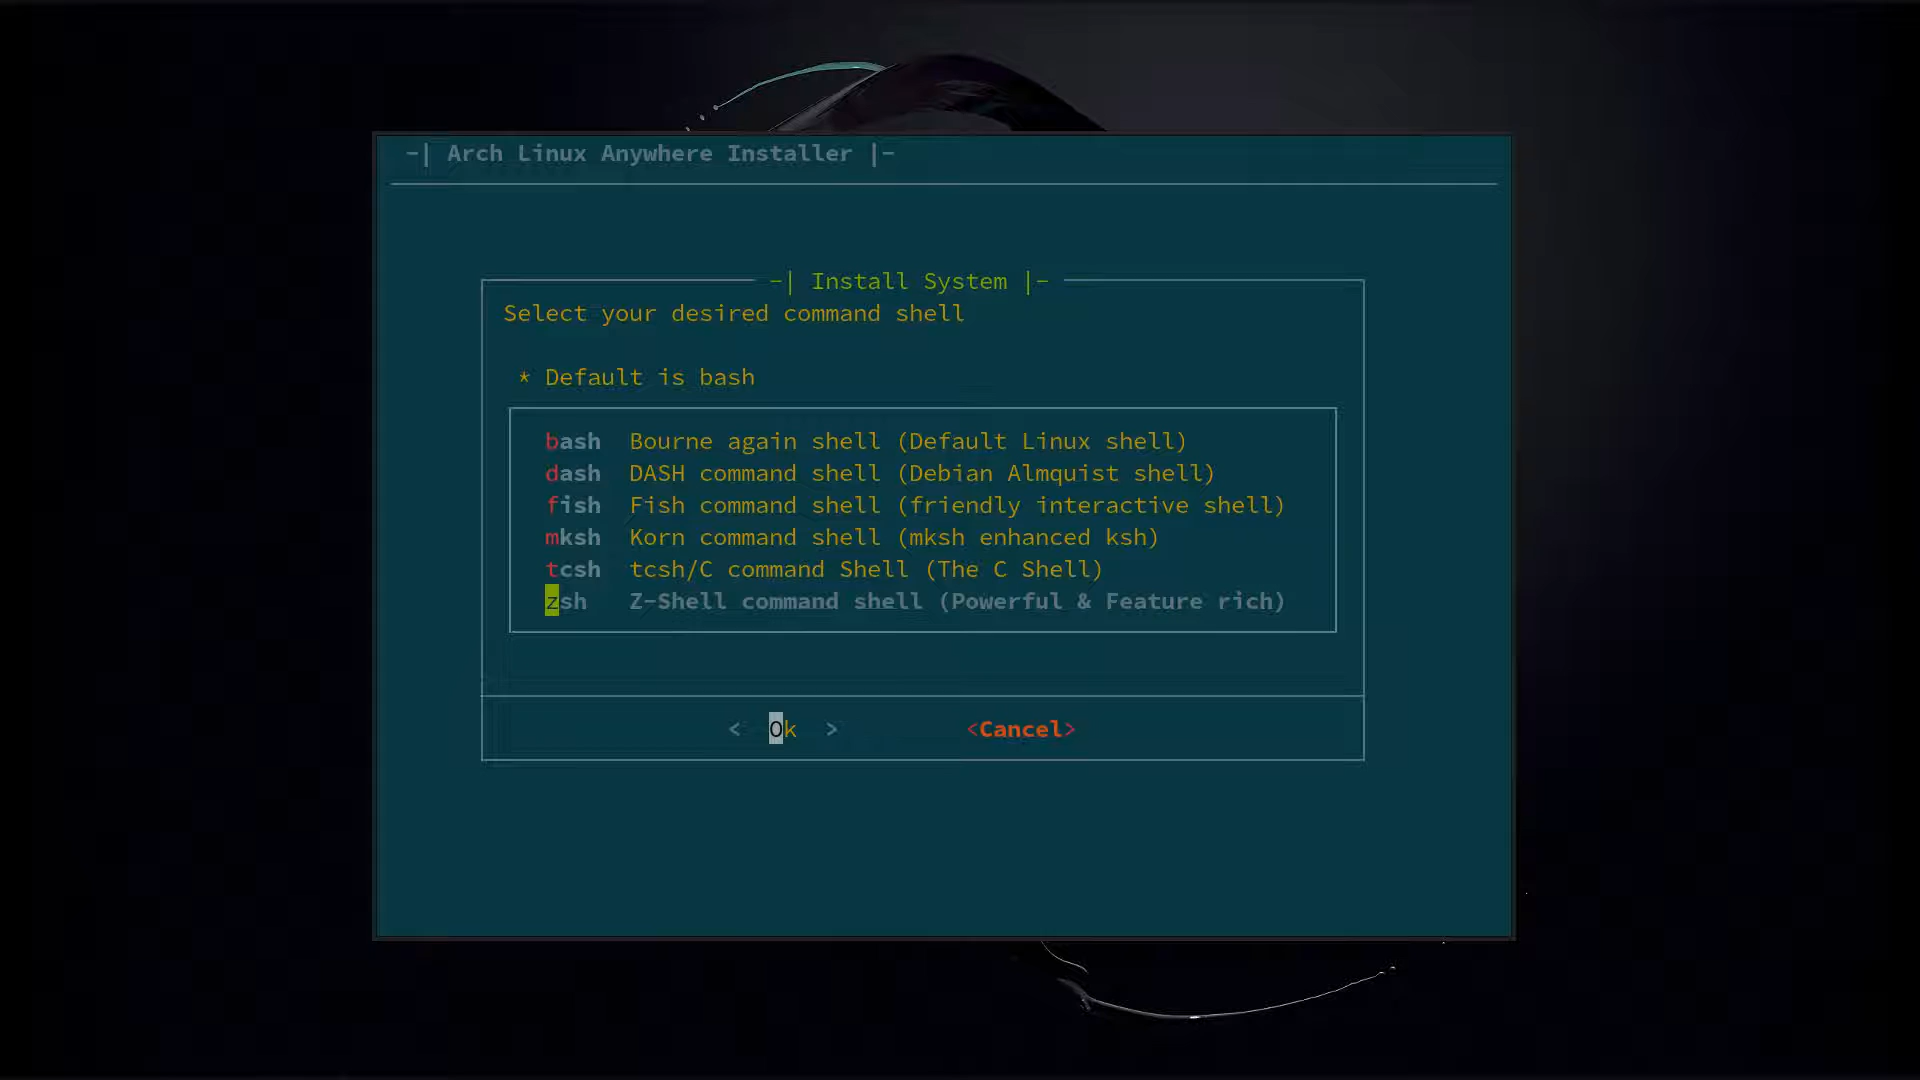 -| Arch Linux Anywhere Installer |-
-| Install System |-
Select your desired command shell
* Default is bash
bash Bourne again shell (Default Linux shell)
dash DASH command shell (Debian Almquist shell)
fish Fish command shell (friendly interactive shell)
mksh Korn command shell (mksh enhanced ksh)
tcsh tcsh/C command Shell (The C Shell)
zsh Z-Shell command shell (Powerful & Feature rich)
< Ok > <Cancel>